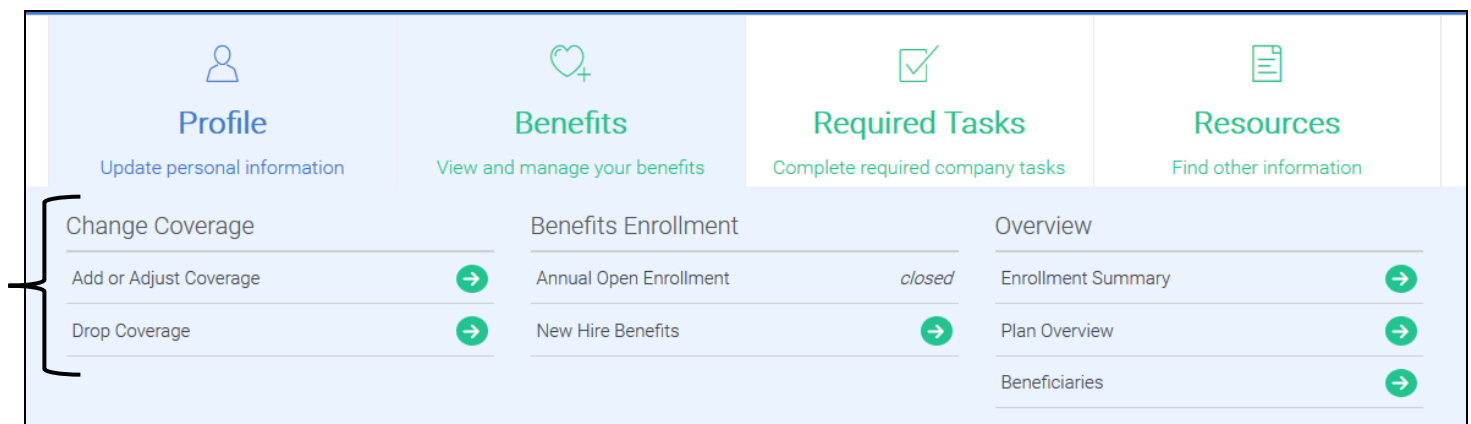 Profile
Update personal information
Benefits
View and manage your benefits
Required Tasks
Complete required company tasks
Resources
Find other information
Change Coverage
Add or Adjust Coverage
Drop Coverage
Benefits Enrollment
Annual Open Enrollment closed
New Hire Benefits
Overview
Enrollment Summary
Plan Overview
Beneficiaries